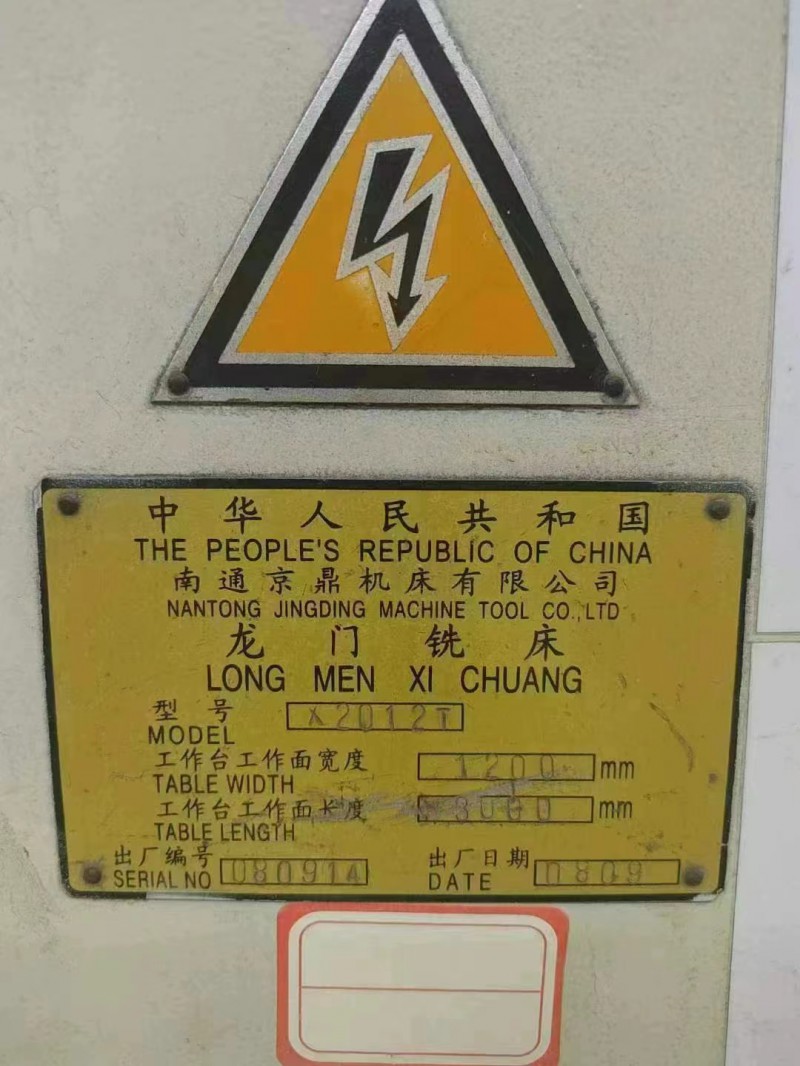 中华人民共和国
THE PEOPLE'S REPUBLIC OF CHINA
南通京鼎机床有限公司
NANTONG JINGDING MACHINE TOOL CO.,LTD
龙门铣床
LONG MEN XI CHUANG
型号 X2012T
MODEL
工作台工作面宽度 1200 mm
TABLE WIDTH
工作台工作面长度 mm
TABLE LENGTH
出厂编号 080914 出厂日期 0809
SERIAL NO DATE